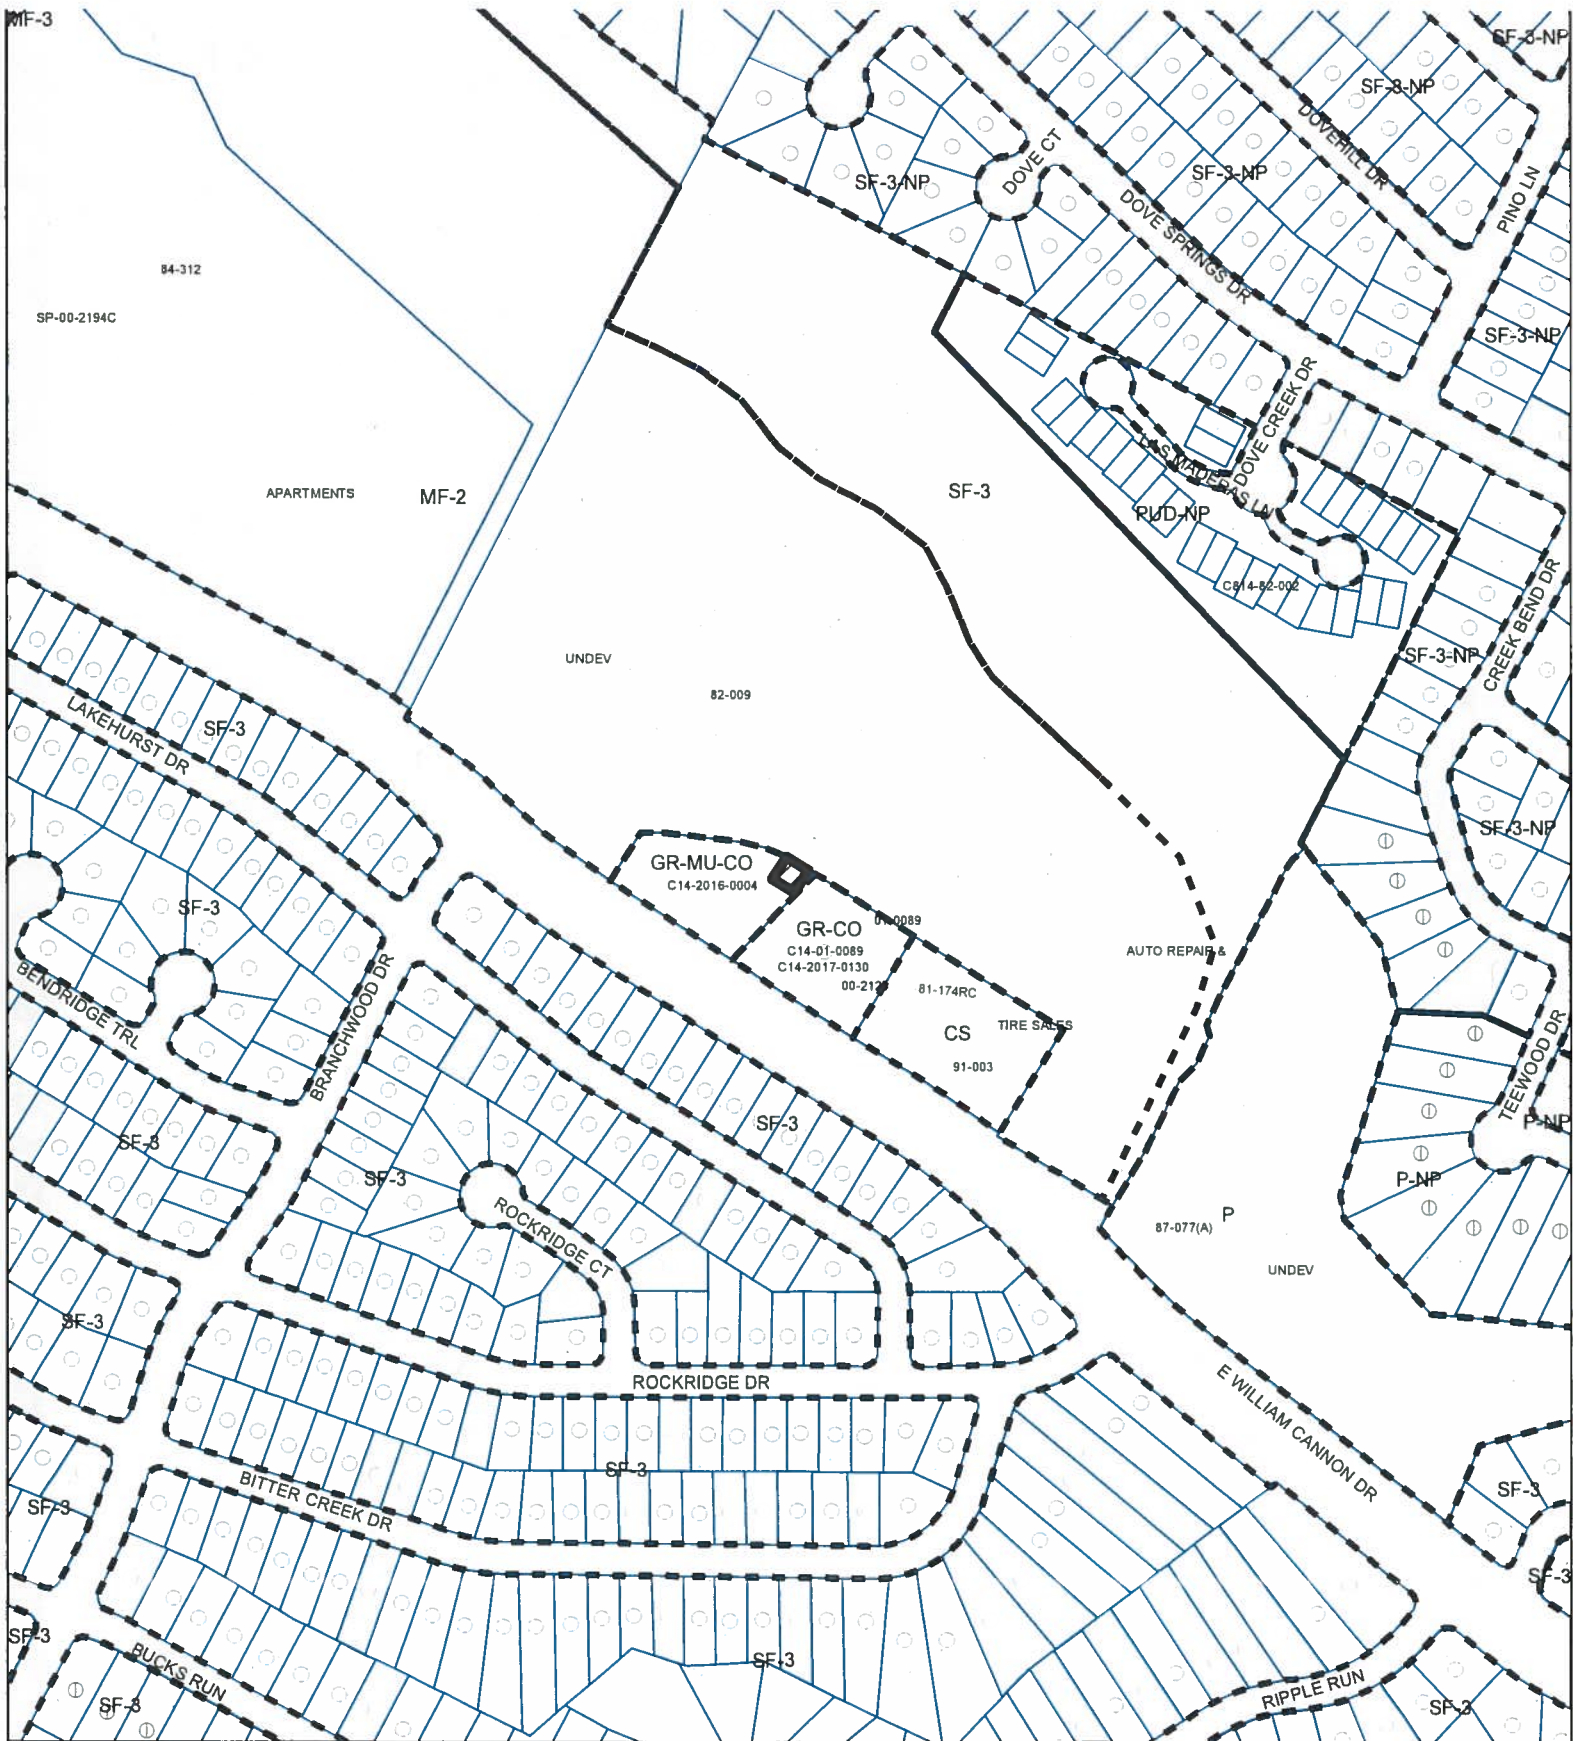 MF-3
SF-3-NP
SF-3-NP
DOVEHILL DR
DOVE CT
SF-3-NP
SF-3-NP
PINO LN
DOVE SPRINGS DR
84-312
SP-00-2194C
SF-3-NP
DOVE CREEK DR
LAS MADERAS LN
APARTMENTS
MF-2
SF-3
PUD-NP
C814-82-002
CREEK BEND DR
SF-3-NP
UNDEV
82-009
LAKEHURST DR
SF-3
SF-3-NP
GR-MU-CO
C14-2016-0004
SF-3
01-0089
GR-CO
C14-01-0089
C14-2017-0130
00-212
AUTO REPAIR &
81-174RC
TIRE SALES
CS
91-003
BENDRIDGE TRL
BRANCHWOOD DR
TEEWOOD DR
P-NP
SF-3
SF-3
SF-3
P-NP
ROCKRIDGE CT
P
87-077(A)
UNDEV
SF-3
ROCKRIDGE DR
E WILLIAM CANNON DR
SF-3
BITTER CREEK DR
SF-3
SF-3
SF-3
SF-3
BUCKS RUN
SF-3
SF-3
RIPPLE RUN
SF-3